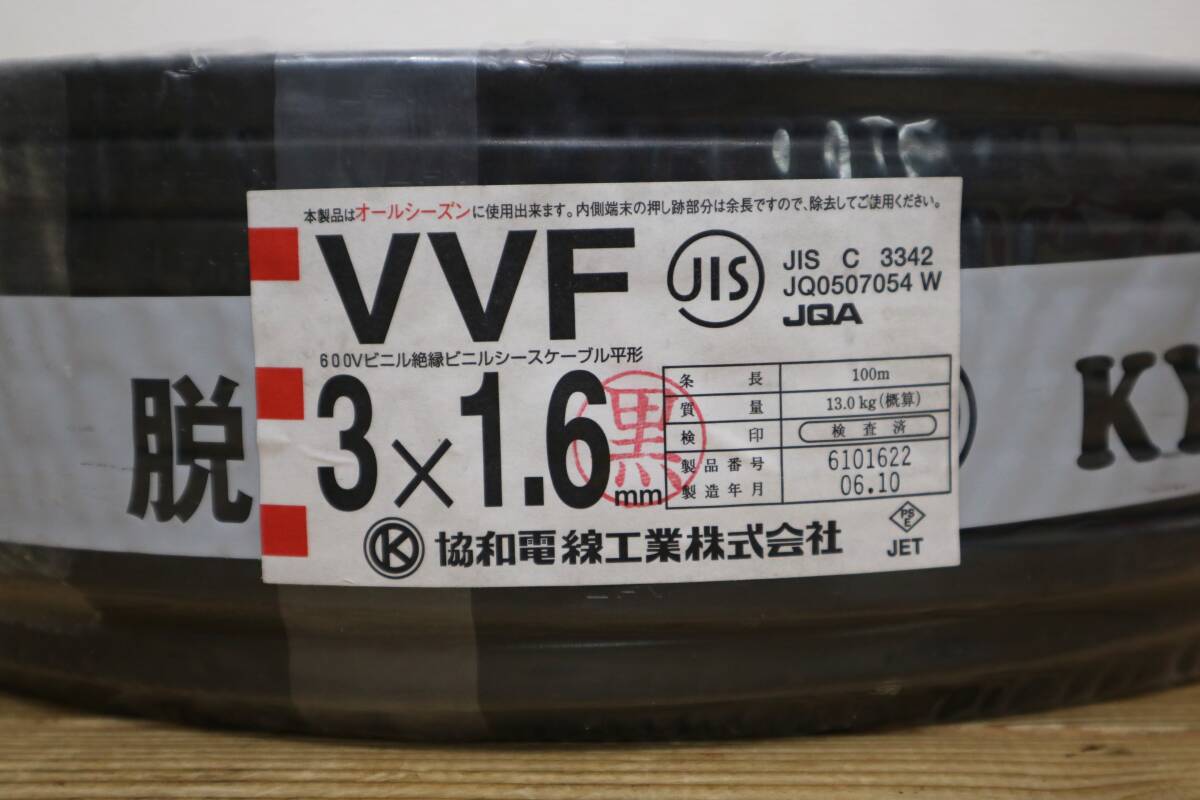 本製品はオールシーズンに使用出来ます。内側端末の押し跡部分は余長ですので、除去してご使用ください。
VVF
JIS
JIS C 3342
JQ0507054 W
JQA
600Vビニル絶縁ビニルシースケーブル平形
3×1.6mm
黒
条長 100m
質量 13.0kg(概算)
検印 検査済
製品番号 6101622
製造年月 06.10
K 協和電線工業株式会社
PS E
JET
脱
KY